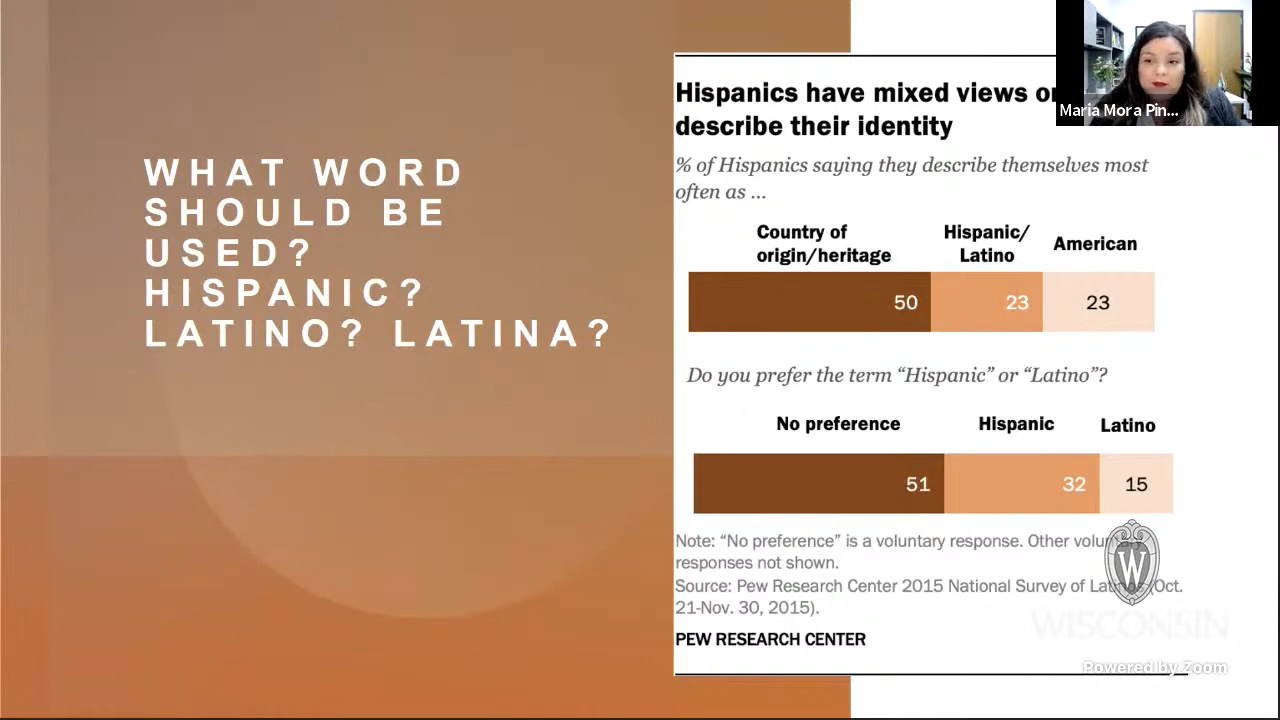 WHAT WORD
SHOULD BE
USED?
HISPANIC?
LATINO? LATINA?
Hispanics have mixed views
describe their identity
% of Hispanics saying they describe themselves most
often as ...
Country of
origin/heritage
Hispanic/
Latino
American
50
23
23
Do you prefer the term “Hispanic” or “Latino”?
No preference
Hispanic
Latino
51
32
15
Note: “No preference” is a voluntary response. Other
responses not shown.
Source: Pew Research Center 2015 National Survey of (Oct.
21-Nov. 30, 2015).
PEW RESEARCH CENTER
Maria Mora Pin...
W
WISCONSIN
Powered by Zoom